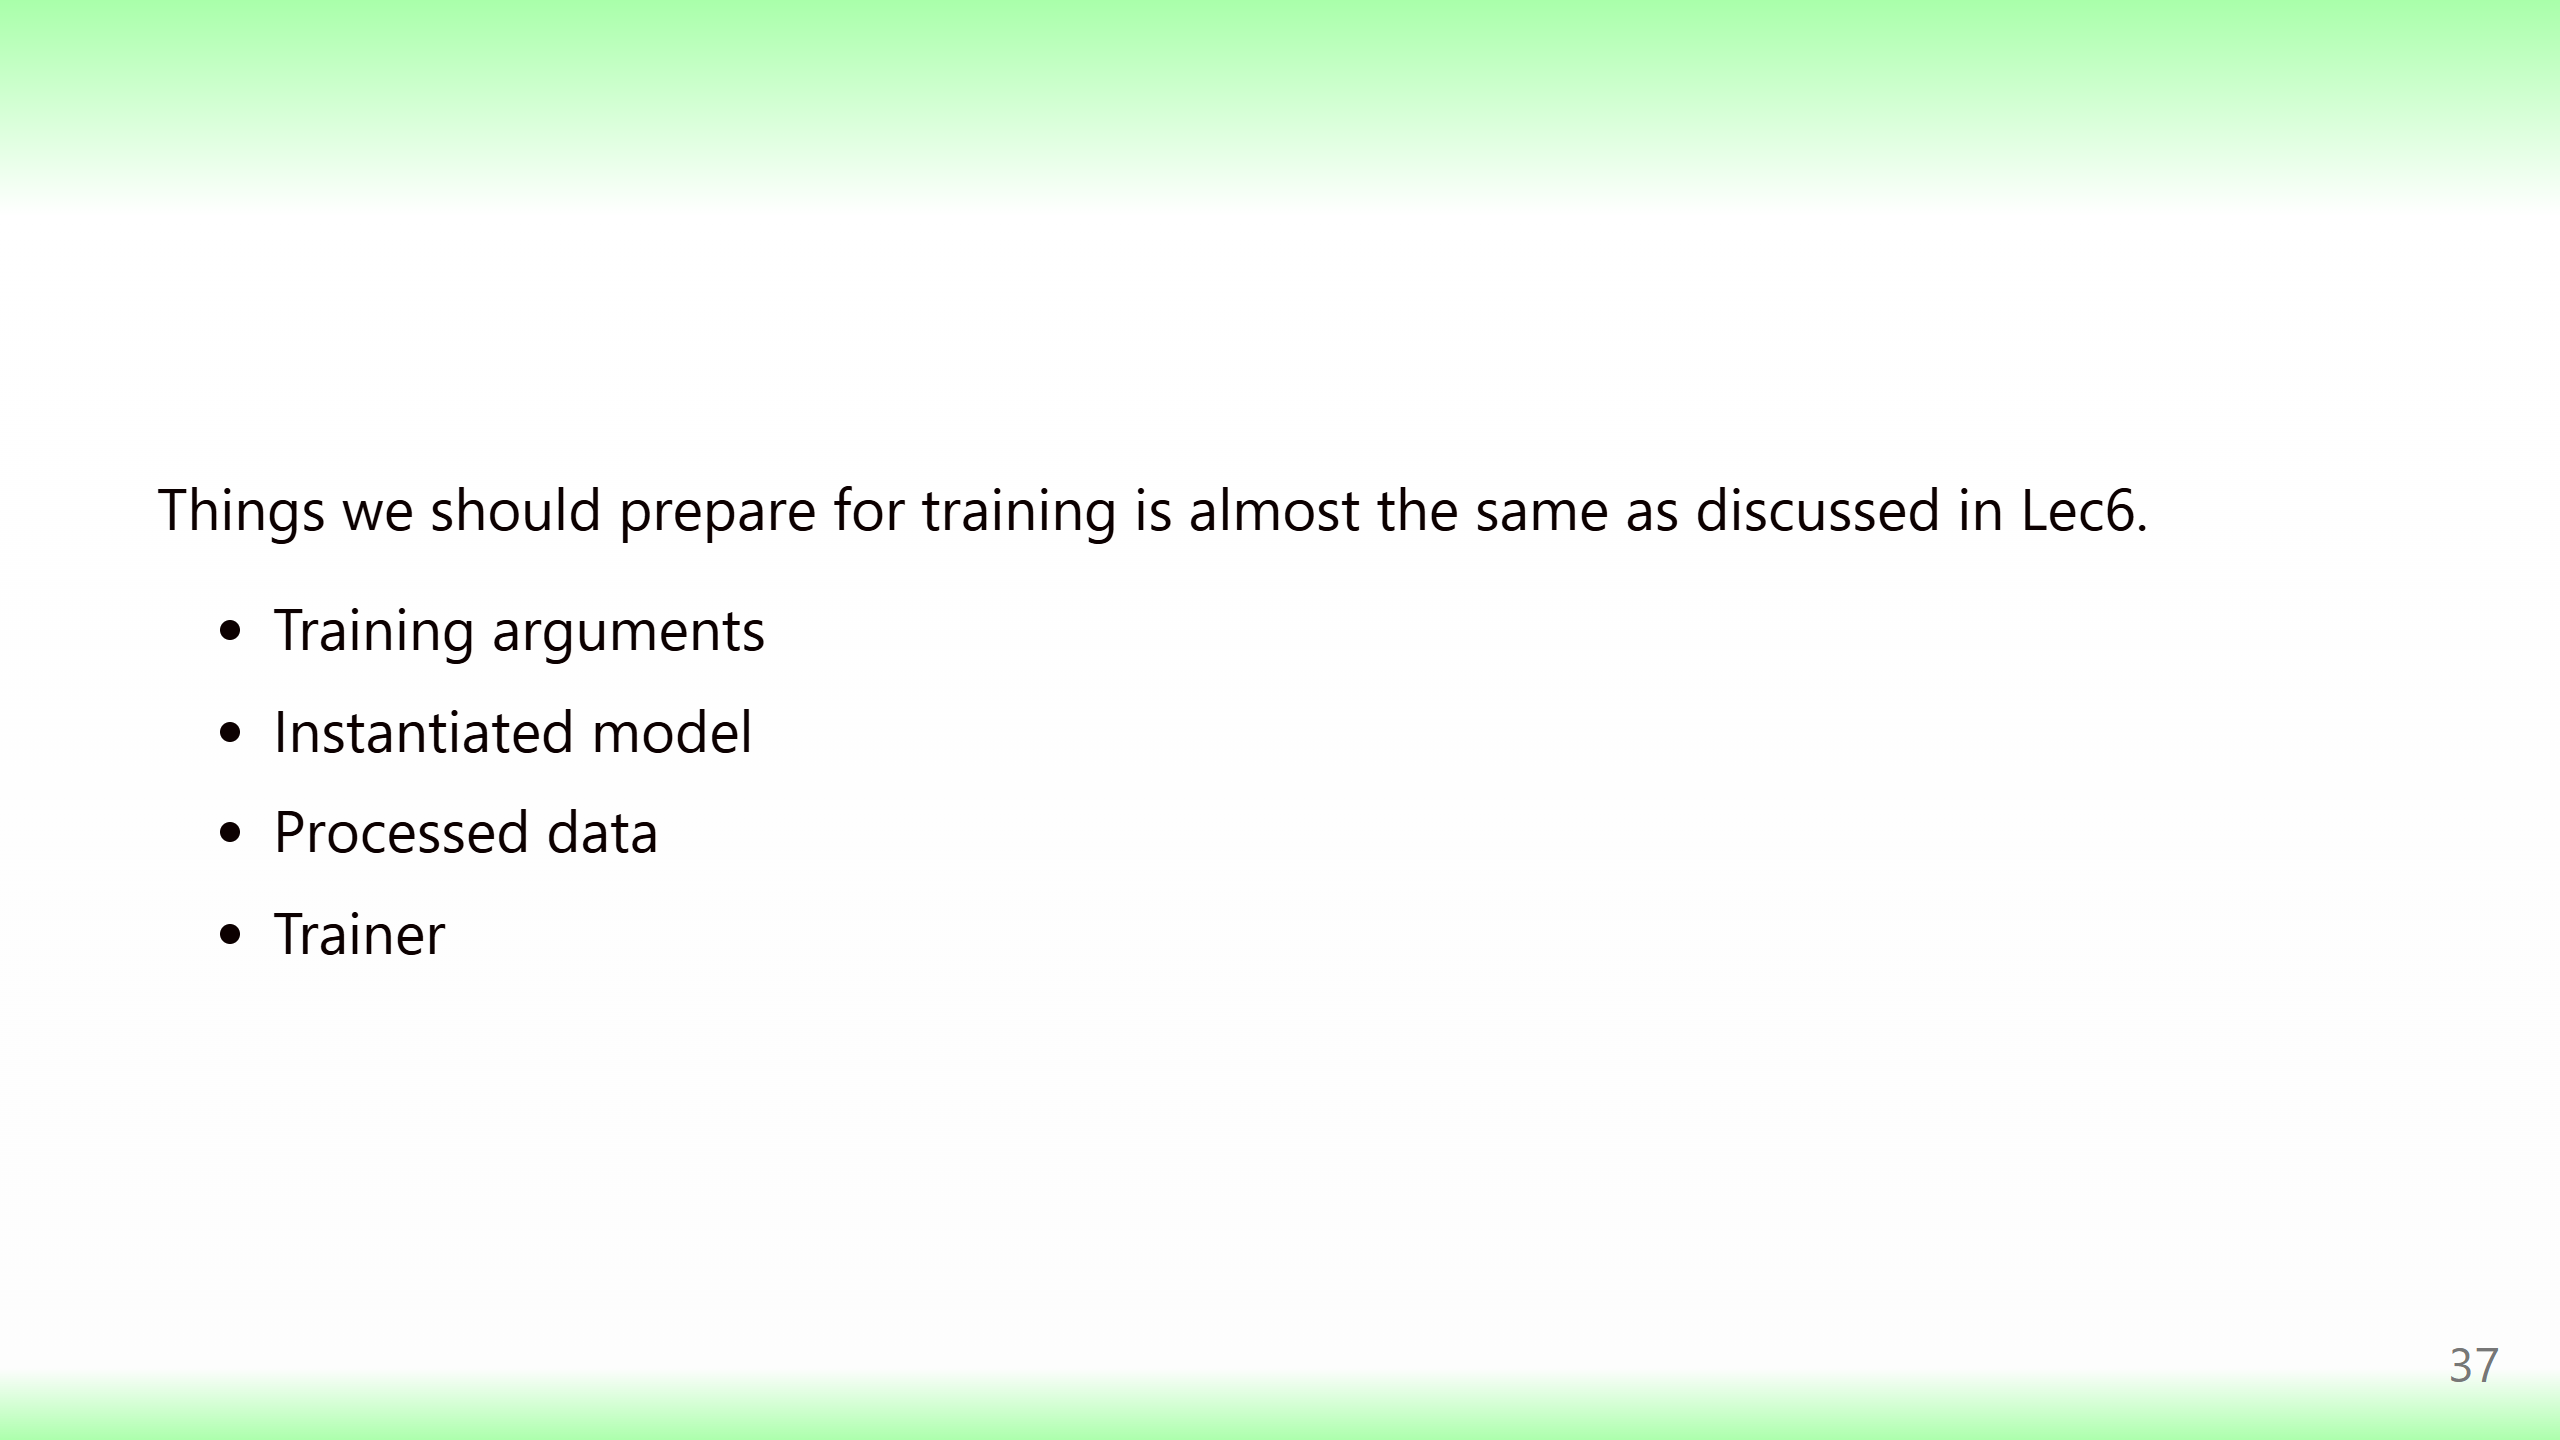 Things we should prepare for training is almost the same as discussed in Lec6.
• Training arguments
• Instantiated model
• Processed data
• Trainer
37